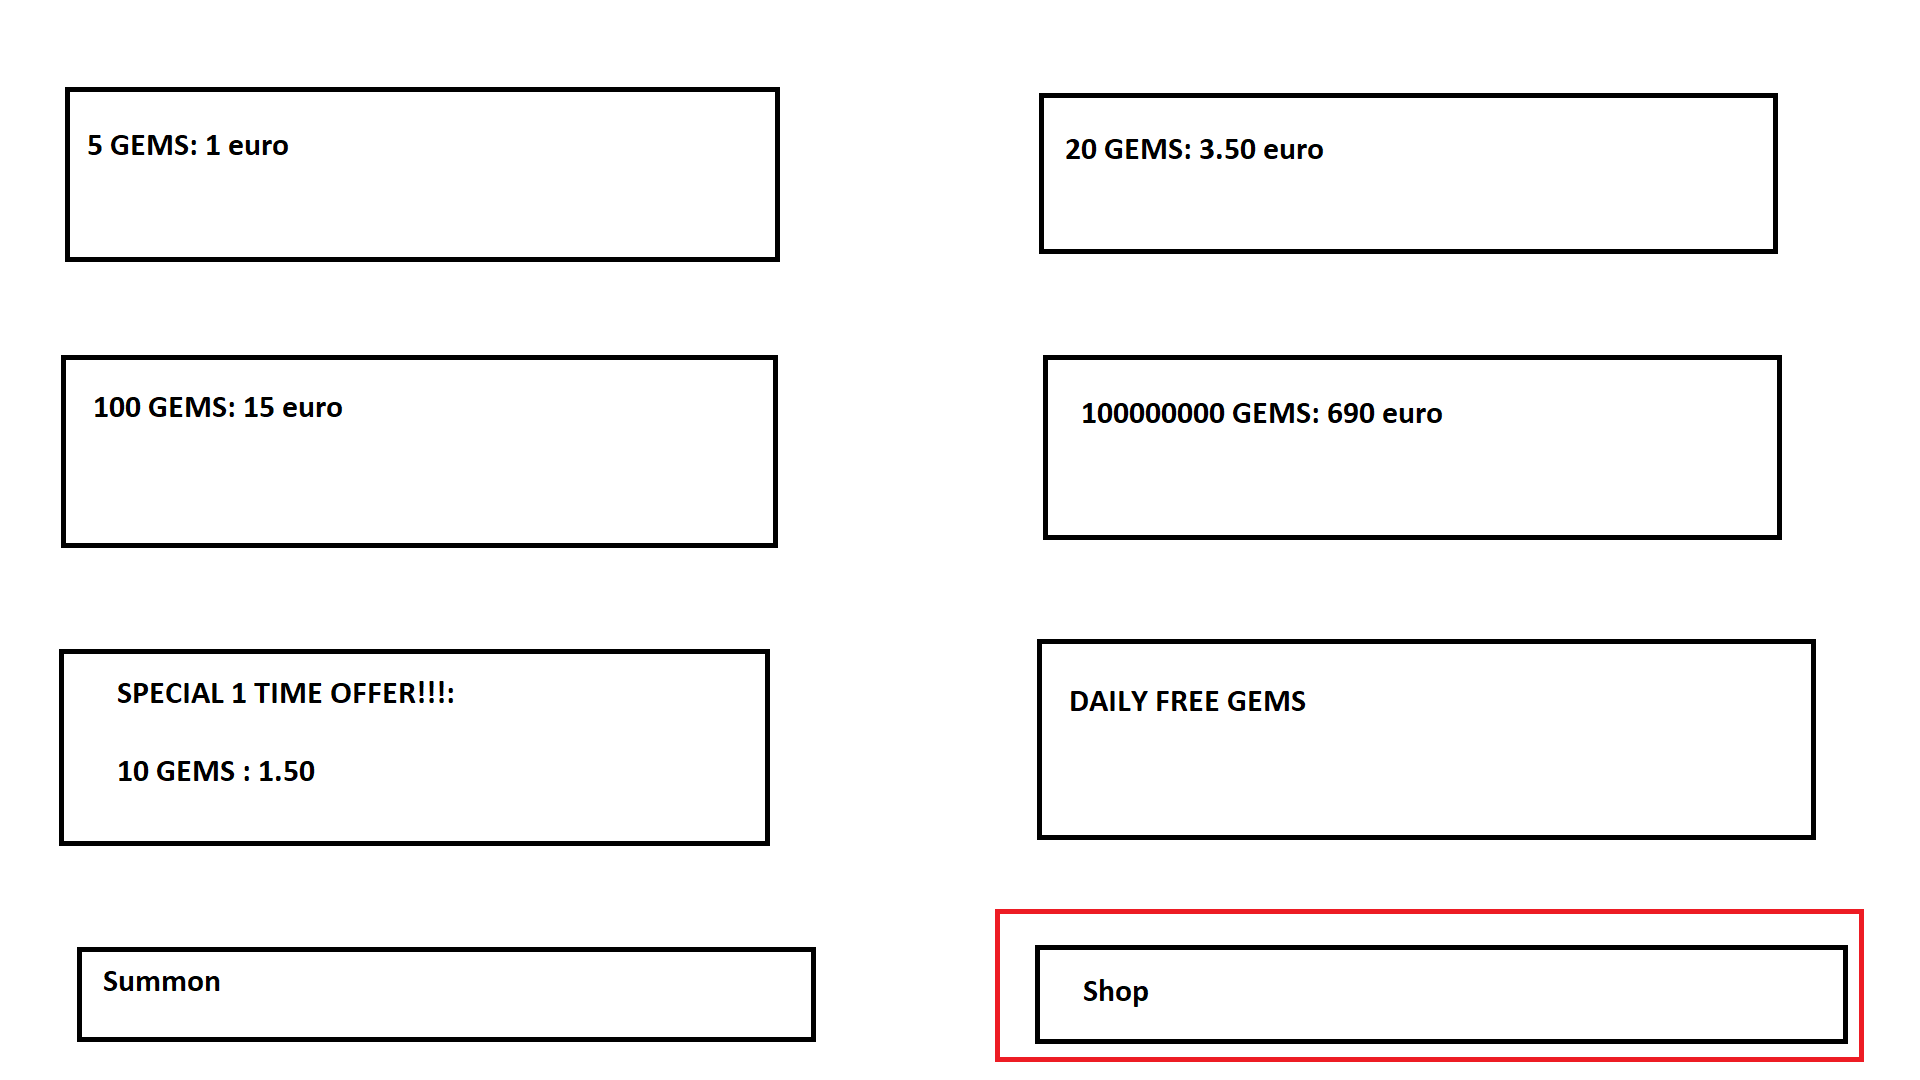 5 GEMS: 1 euro
20 GEMS: 3.50 euro
100 GEMS: 15 euro
100000000 GEMS: 690 euro
SPECIAL 1 TIME OFFER!!!:
10 GEMS : 1.50
DAILY FREE GEMS
Summon
Shop